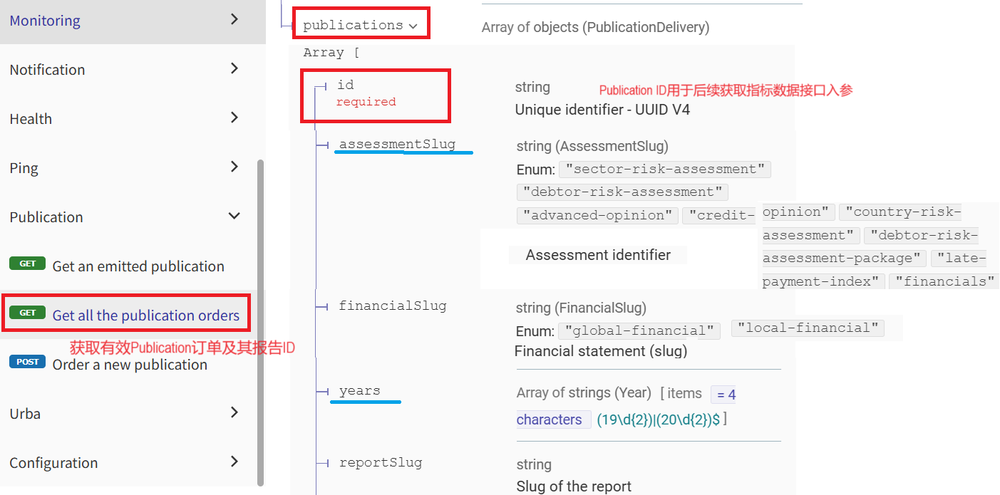 Monitoring
Notification
Health
Ping
Publication
GET Get an emitted publication
GET Get all the publication orders
获取有效Publication订单及其报告ID
POST Order a new publication
Urba
Configuration
publications
Array of objects (PublicationDelivery)
Array [
id
required
string
Publication ID用于后续获取指标数据接口入参
Unique identifier - UUID V4
assessmentSlug
string (AssessmentSlug)
Enum: "sector-risk-assessment"
"debtor-risk-assessment"
"advanced-opinion" "credit-
opinion" "country-risk-
assessment" "debtor-risk-
assessment-package" "late-
payment-index" "financials"
Assessment identifier
financialSlug
string (FinancialSlug)
Enum: "global-financial" "local-financial"
Financial statement (slug)
years
Array of strings (Year) [ items = 4
characters (19\d{2})|(20\d{2})$ ]
reportSlug
string
Slug of the report